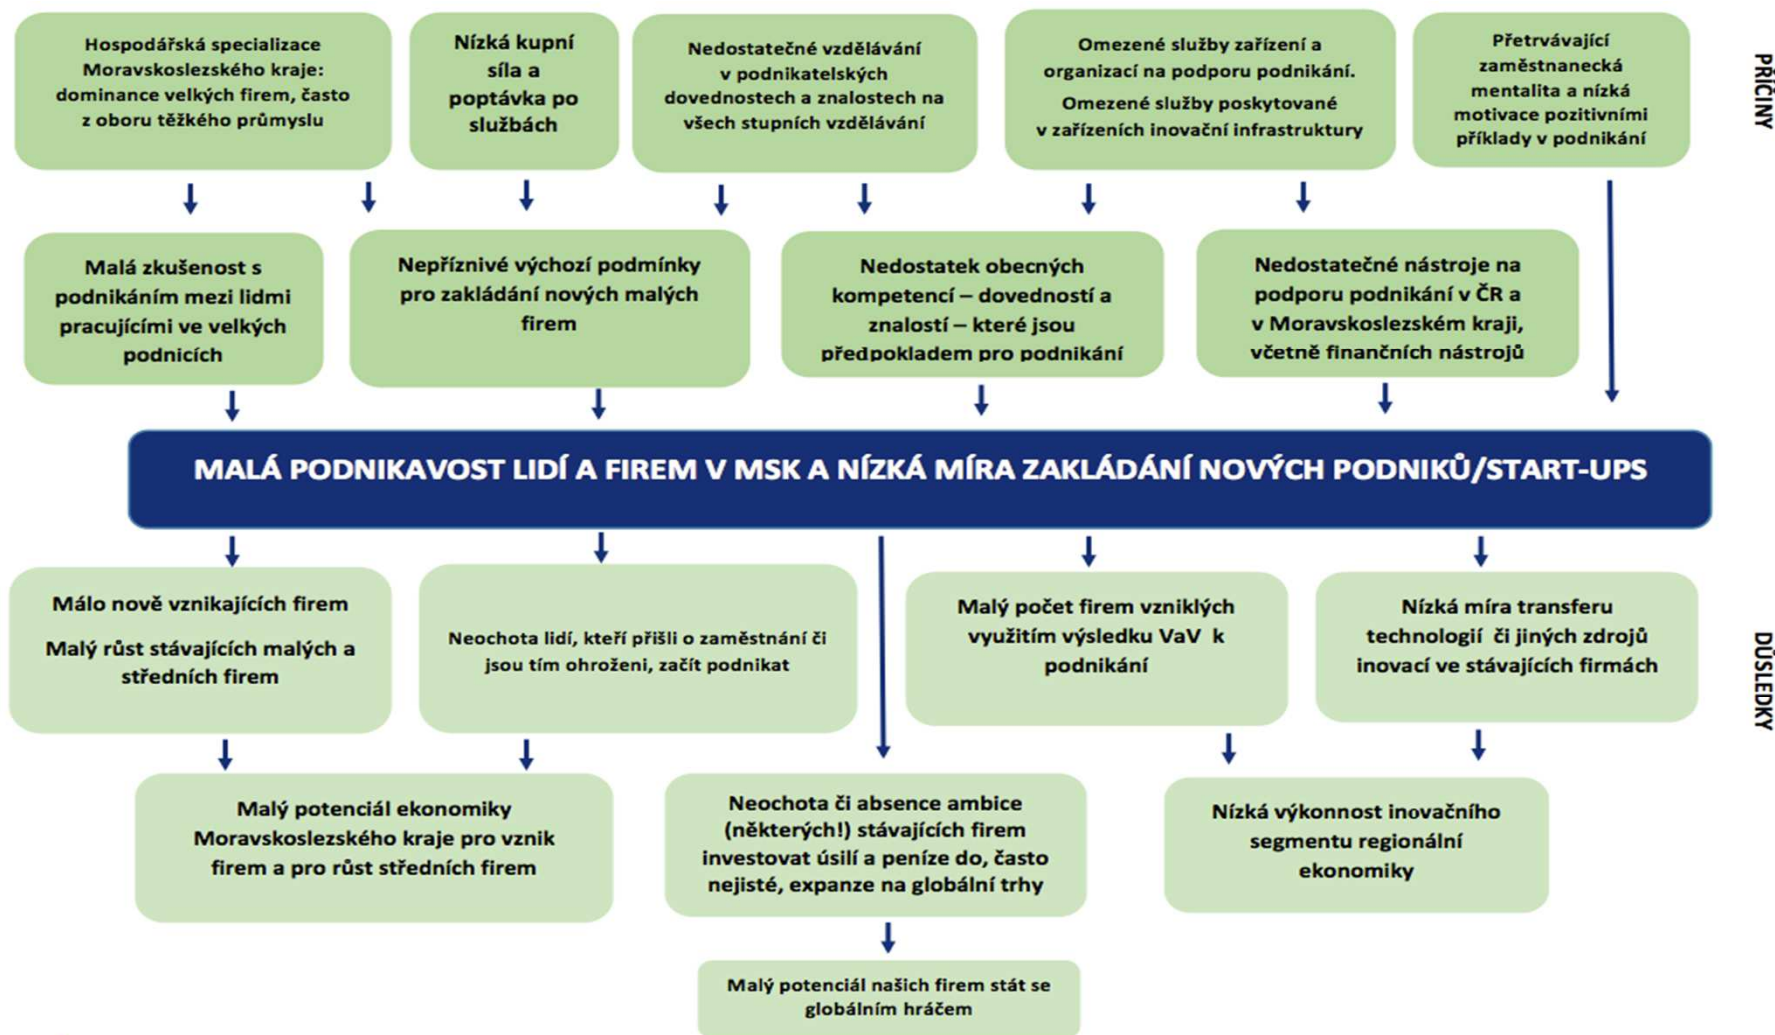 Hospodářská specializace
Moravskoslezského kraje:
dominance velkých firem, často
z oboru těžkého průmyslu
Nízká kupní
síla a
poptávka po
službách
Nedostatečné vzdělávání
v podnikatelských
dovednostech a znalostech na
všech stupních vzdělávání
Omezené služby zařízení a
organizací na podporu podnikání.
Omezené služby poskytované
v zařízeních inovační infrastruktury
Přetrvávající
zaměstnanecká
mentalita a nízká
motivace pozitivními
příklady v podnikání
PŘÍČINY
Malá zkušenost s
podnikáním mezi lidmi
pracujícími ve velkých
podnicích
Nepříznivé výchozí podmínky
pro zakládání nových malých
firem
Nedostatek obecných
kompetencí – dovedností a
znalostí – které jsou
předpokladem pro podnikání
Nedostatečné nástroje na
podporu podnikání v ČR a
v Moravskoslezském kraji,
včetně finančních nástrojů
MALÁ PODNIKAVOST LIDÍ A FIREM V MSK A NÍZKÁ MÍRA ZAKLÁDÁNÍ NOVÝCH PODNIKŮ/START-UPS
Málo nově vznikajících firem
Malý růst stávajících malých a
středních firem
Neochota lidí, kteří přišli o zaměstnání či
jsou tím ohroženi, začít podnikat
Malý počet firem vzniklých
využitím výsledku VaV k
podnikání
Nízká míra transferu
technologií či jiných zdrojů
inovací ve stávajících firmách
DŮSLEDKY
Malý potenciál ekonomiky
Moravskoslezského kraje pro vznik
firem a pro růst středních firem
Neochota či absence ambice
(některých!) stávajících firem
investovat úsilí a peníze do, často
nejisté, expanze na globální trhy
Nízká výkonnost inovačního
segmentu regionální
ekonomiky
Malý potenciál našich firem stát se
globálním hráčem